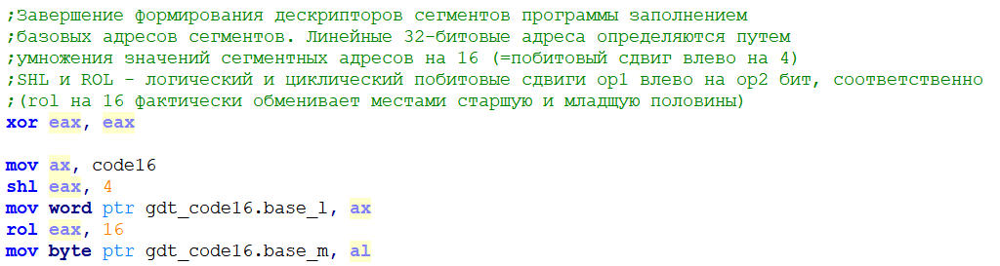 ;Завершение формирования дескрипторов сегментов программы заполнением
;базовых адресов сегментов. Линейные 32-битовые адреса определяются путем
;умножения значений сегментных адресов на 16 (=побитовый сдвиг влево на 4)
;SHL и ROL - логический и циклический побитовые сдвиги op1 влево на op2 бит, соответственно
;(rol на 16 фактически обменивает местами старшую и младщую половины)
xor eax, eax
mov ax, code16
shl eax, 4
mov word ptr gdt_code16.base_l, ax
rol eax, 16
mov byte ptr gdt_code16.base_m, al